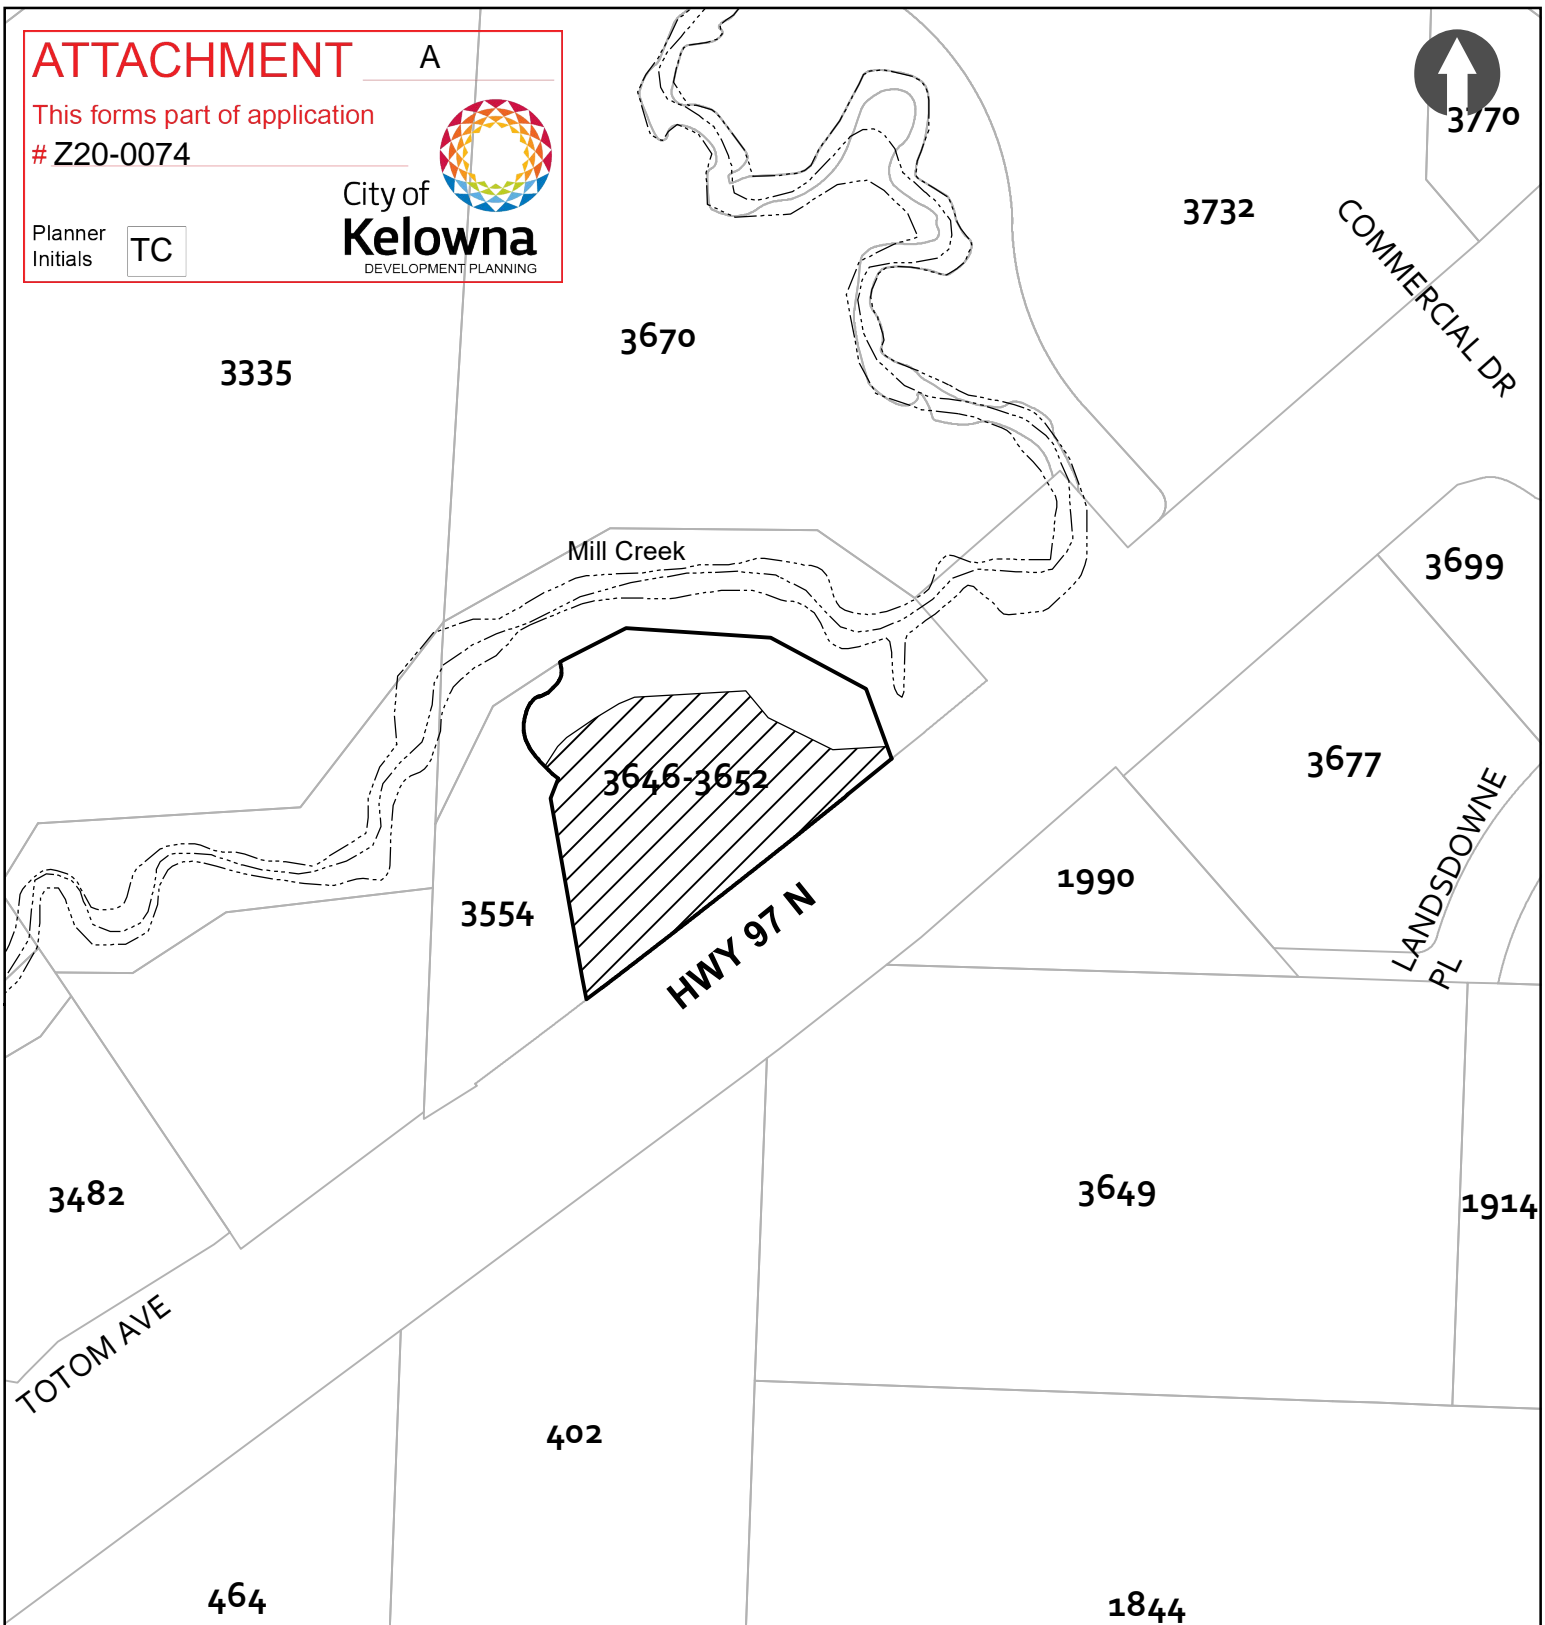 ATTACHMENT A
This forms part of application
# Z20-0074
City of
Kelowna
DEVELOPMENT PLANNING
Planner
Initials
TC
3770
3732
COMMERCIAL DR
3670
3335
Mill Creek
3699
3646-3652
3677
LANDSDOWNE
PL
1990
3554
HWY 97 N
3482
3649
1914
TOTOM AVE
402
464
1844